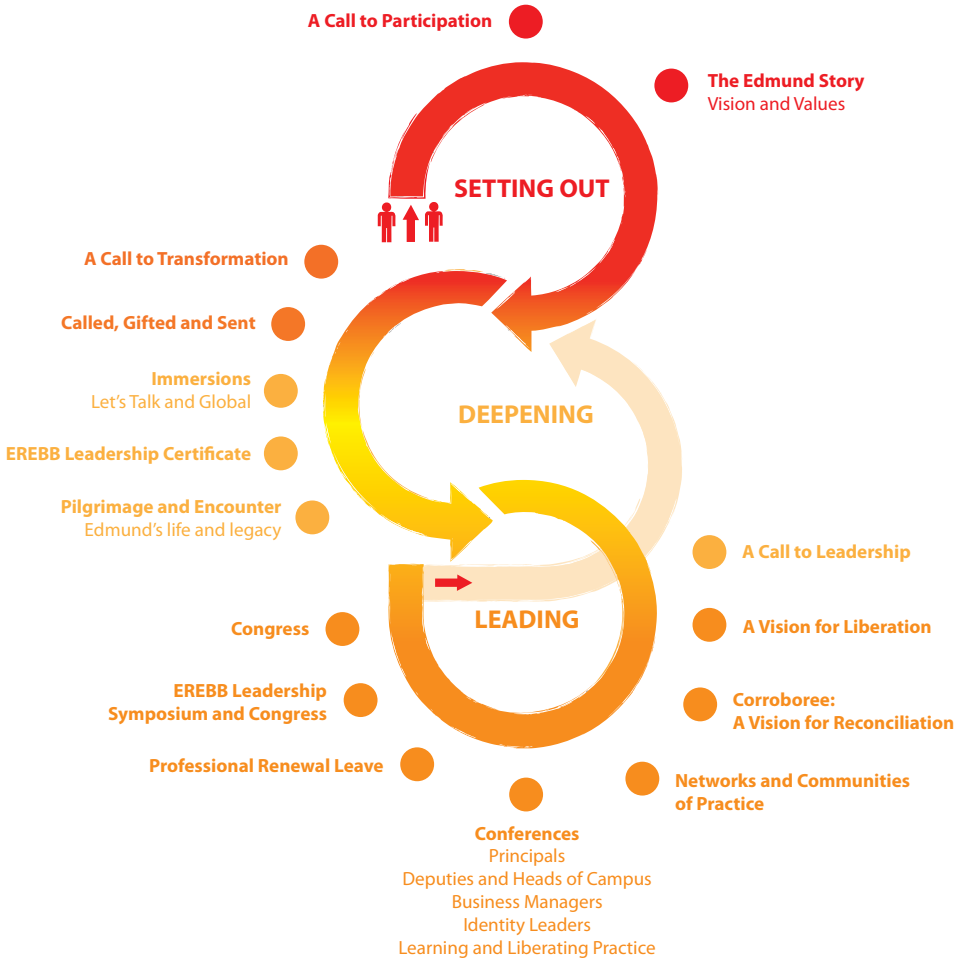 A Call to Participation
The Edmund Story
Vision and Values
SETTING OUT
A Call to Transformation
Called, Gifted and Sent
Immersions
Let's Talk and Global
EREBB Leadership Certificate
Pilgrimage and Encounter
Edmund's life and legacy
DEEPENING
A Call to Leadership
A Vision for Liberation
Corroboree:
A Vision for Reconciliation
Networks and Communities
of Practice
LEADING
Congress
EREBB Leadership
Symposium and Congress
Professional Renewal Leave
Conferences
Principals
Deputies and Heads of Campus
Business Managers
Identity Leaders
Learning and Liberating Practice